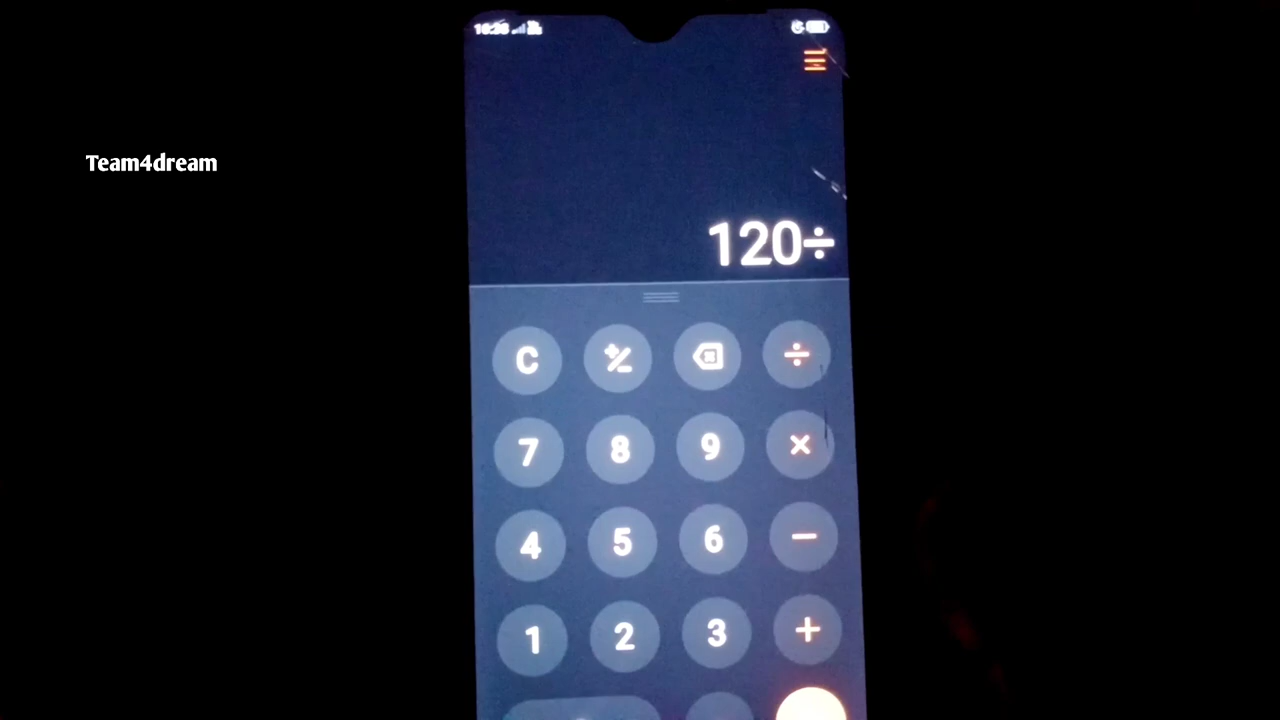 Team4dream
120÷
C +⁄− ÷
7 8 9 ×
4 5 6 −
1 2 3 +